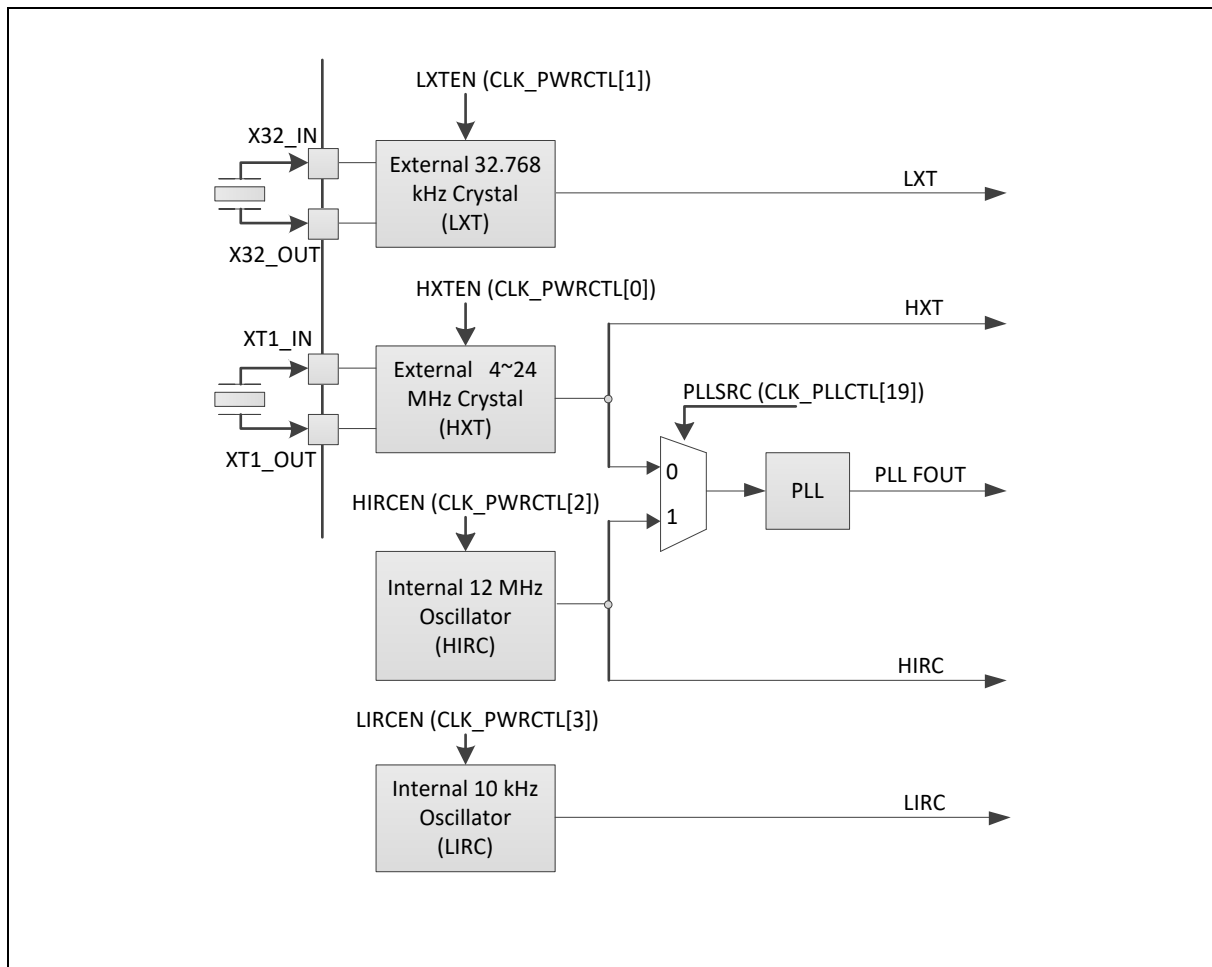 LXTEN (CLK_PWRCTL[1])
X32_IN
External 32.768
kHz Crystal
(LXT)
LXT
X32_OUT
HXTEN (CLK_PWRCTL[0])
HXT
XT1_IN
External 4~24
MHz Crystal
(HXT)
PLLSRC (CLK_PLLCTL[19])
XT1_OUT
0
1
PLL
PLL FOUT
HIRCEN (CLK_PWRCTL[2])
Internal 12 MHz
Oscillator
(HIRC)
HIRC
LIRCEN (CLK_PWRCTL[3])
Internal 10 kHz
Oscillator
(LIRC)
LIRC